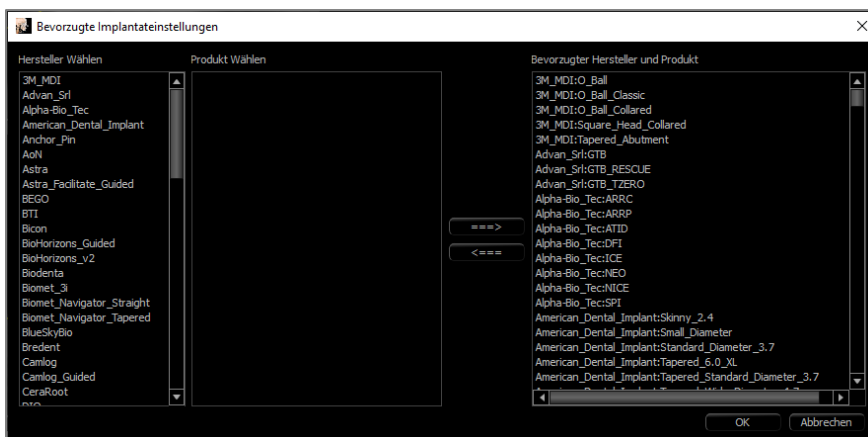 Bevorzugte Implantateinstellungen
Hersteller Wählen
3M_MDI
Advan_Srl
Alpha-Bio_Tec
American_Dental_Implant
Anchor_Pin
AoN
Astra
Astra_Facilitate_Guided
BEGO
BTI
Bicon
BioHorizons_Guided
BioHorizons_v2
Biodenta
Biomet_3i
Biomet_Navigator_Straight
Biomet_Navigator_Tapered
BlueSkyBio
Bredent
Camlog
Camlog_Guided
CeraRoot
Produkt Wählen
===>
<===
Bevorzugter Hersteller und Produkt
3M_MDI:O_Ball
3M_MDI:O_Ball_Classic
3M_MDI:O_Ball_Collared
3M_MDI:Square_Head_Collared
3M_MDI:Tapered_Abutment
Advan_Srl:GTB
Advan_Srl:GTB_RESCUE
Advan_Srl:GTB_TZERO
Alpha-Bio_Tec:ARRC
Alpha-Bio_Tec:ARRP
Alpha-Bio_Tec:ATID
Alpha-Bio_Tec:DFI
Alpha-Bio_Tec:ICE
Alpha-Bio_Tec:NEO
Alpha-Bio_Tec:NICE
Alpha-Bio_Tec:SPI
American_Dental_Implant:Skinny_2.4
American_Dental_Implant:Small_Diameter
American_Dental_Implant:Standard_Diameter_3.7
American_Dental_Implant:Tapered_6.0_XL
American_Dental_Implant:Tapered_Standard_Diameter_3.7
OK
Abbrechen